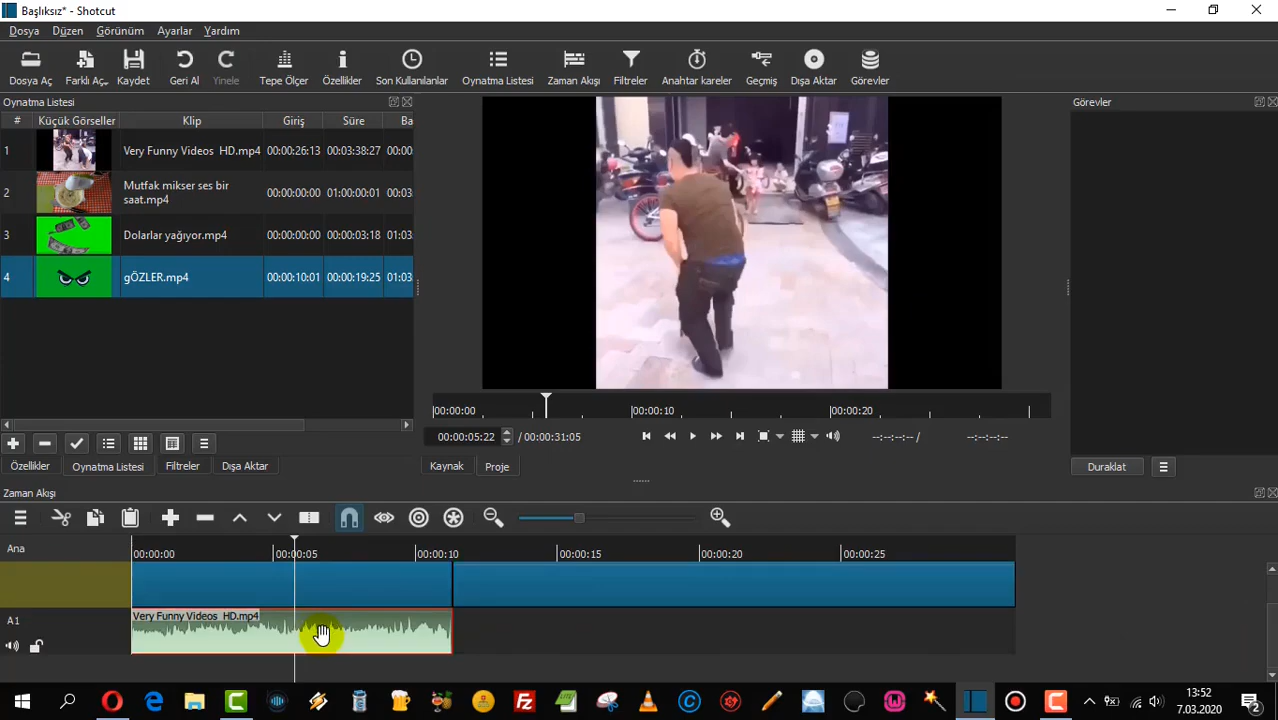 Başlıksız* - Shotcut
Dosya Düzen Görünüm Ayarlar Yardım
Dosya Aç Farklı Aç... Kaydet Geri Al Yinele Tepe Ölçer Özellikler Son Kullanılanlar Oynatma Listesi Zaman Akışı Filtreler Anahtar kareler Geçmiş Dışa Aktar Görevler
Oynatma Listesi
Görevler
# Küçük Görseller Klip Giriş Süre Ba
1 Very Funny Videos HD.mp4 00:00:26:13 00:03:38:27 00:00
2 Mutfak mikser ses bir
saat.mp4 00:00:00:00 01:00:00:01 00:03
3 Dolarlar yağıyor.mp4 00:00:00:00 00:00:03:18 01:03
4 gÖZLER.mp4 00:00:10:01 00:00:19:25 01:03
00:00:00 00:00:10 00:00:20
00:00:05:22 / 00:00:31:05 --:--:--:-- / --:--:--:--
Özellikler Oynatma Listesi Filtreler Dışa Aktar
Kaynak Proje
Duraklat
Zaman Akışı
Ana
00:00:00 00:00:05 00:00:10 00:00:15 00:00:20 00:00:25
Very Funny Videos HD.mp4
A1
13:52
7.03.2020
2